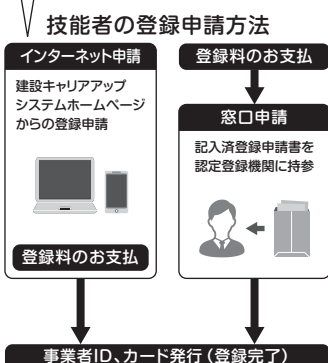 技能者の登録申請方法
インターネット申請
建設キャリアアップ
システムホームページ
からの登録申請
登録料のお支払
登録料のお支払
窓口申請
記入済登録申請書を
認定登録機関に持参
事業者ID、カード発行(登録完了)